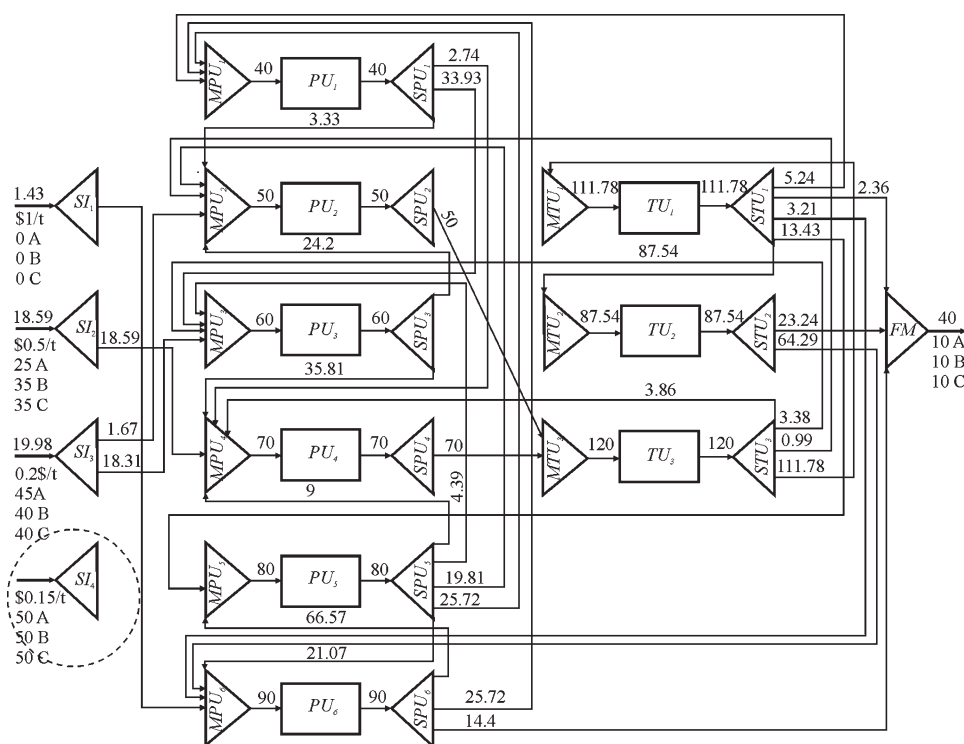 2.74
MPU₁ 40 PU₁ 40 SPU₁ 33.93
3.33
1.43 SI₁
$1/t
0 A
0 B
0 C
MPU₂ 50 PU₂ 50 SPU₂ 50
24.2
111.78 TU₁ 111.78 STU₁ 5.24 2.36
3.21
13.43
87.54
18.59 SI₂ 18.59
$0.5/t
25 A
35 B
35 C
MPU₃ 60 PU₃ 60 SPU₃
35.81
MTU₂ 87.54 TU₂ 87.54 STU₂ 23.24
64.29
FM 40
10 A
10 B
10 C
3.86
19.98 SI₃ 1.67
18.31
0.2$/t
45A
40 B
40 C
MPU₄ 70 PU₄ 70 SPU₄ 70
9
4.39
MTU₃ 120 TU₃ 120 STU₃ 3.38
0.99
111.78
SI₄
$0.15/t
50 A
50 B
50 C
MPU₅ 80 PU₅ 80 SPU₅ 19.81
25.72
66.57
21.07
MPU₆ 90 PU₆ 90 SPU₆ 25.72
14.4